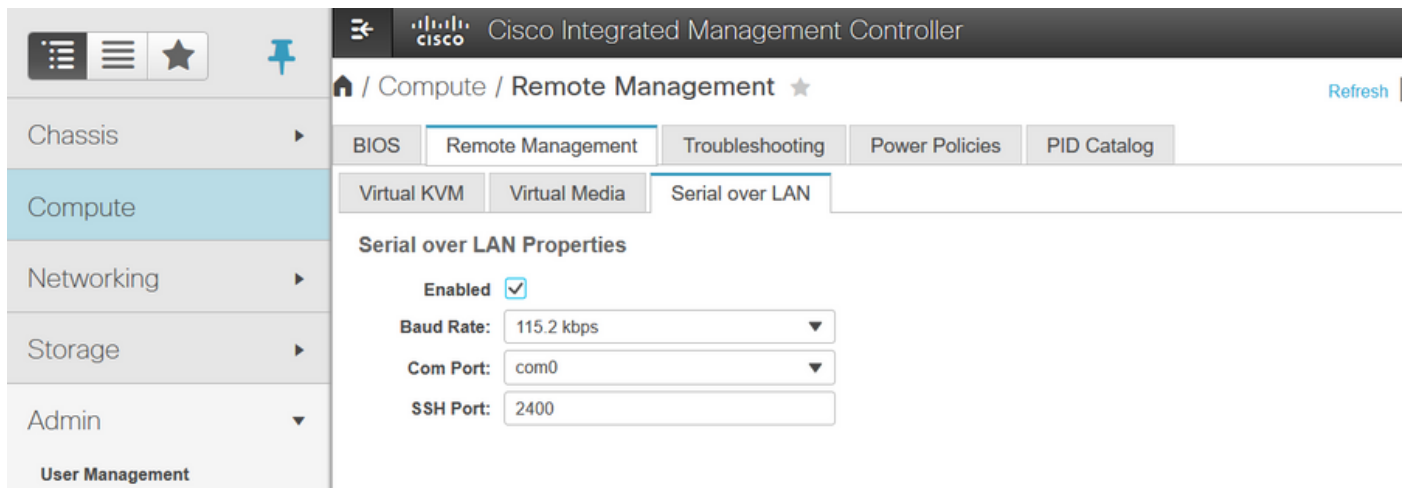 CISCO Cisco Integrated Management Controller
/ Compute / Remote Management
Refresh
Chassis
Compute
Networking
Storage
Admin
User Management
BIOS Remote Management Troubleshooting Power Policies PID Catalog
Virtual KVM Virtual Media Serial over LAN
Serial over LAN Properties
Enabled
Baud Rate: 115.2 kbps
Com Port: com0
SSH Port: 2400